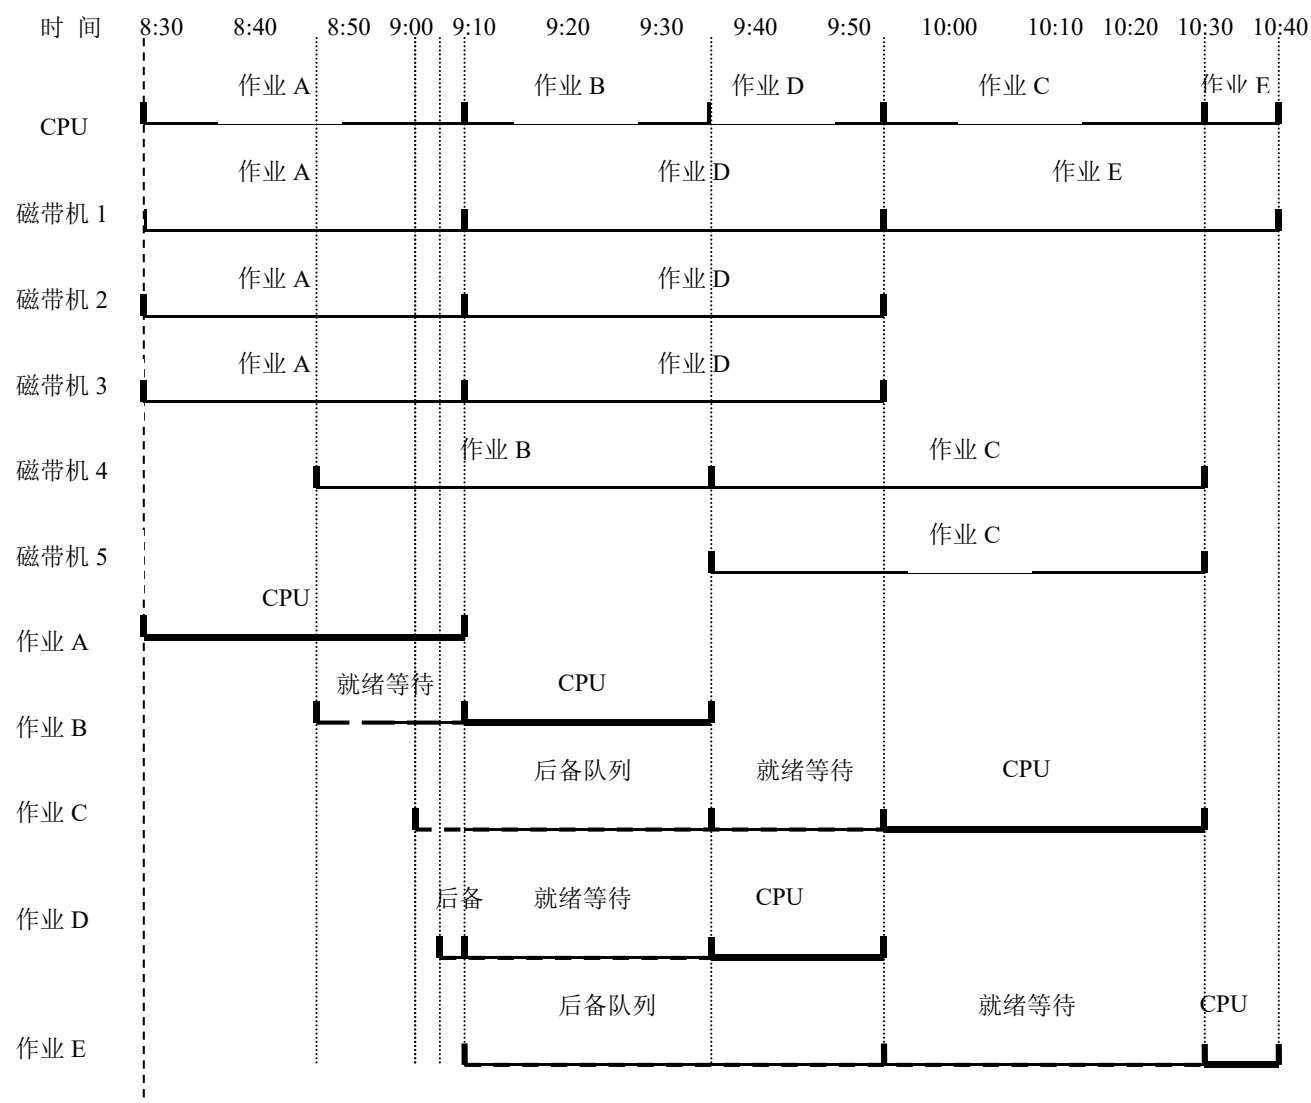 时 间 8:30 8:40 8:50 9:00 9:10 9:20 9:30 9:40 9:50 10:00 10:10 10:20 10:30 10:40
作业 A 作业 B 作业 D 作业 C 作业 E
CPU
作业 A 作业 D 作业 E
磁带机 1
作业 A 作业 D
磁带机 2
作业 A 作业 D
磁带机 3
作业 B 作业 C
磁带机 4
作业 C
磁带机 5
CPU
作业 A
就绪等待 CPU
作业 B
后备队列 就绪等待 CPU
作业 C
后备 就绪等待 CPU
作业 D
后备队列 就绪等待 CPU
作业 E